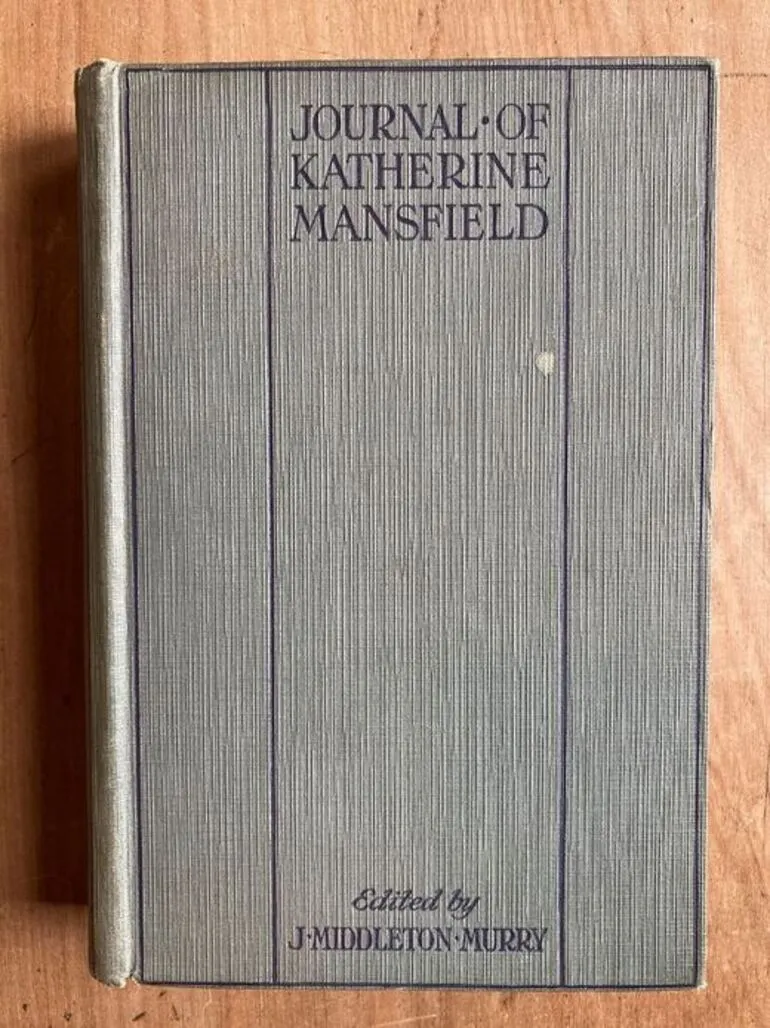 JOURNAL·OF
KATHERINE
MANSFIELD
Edited by
J·MIDDLETON·MURRY